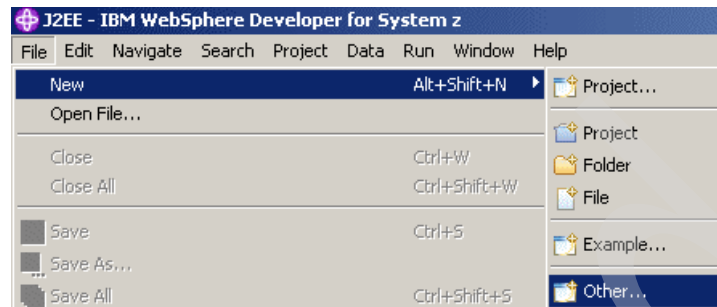 J2EE - IBM WebSphere Developer for System z
File Edit Navigate Search Project Data Run Window Help
New Alt+Shift+N Project...
Open File...
Project
Close Ctrl+W Folder
Close All Ctrl+Shift+W File
Save Ctrl+S Example...
Save As...
Save All Ctrl+Shift+S Other...